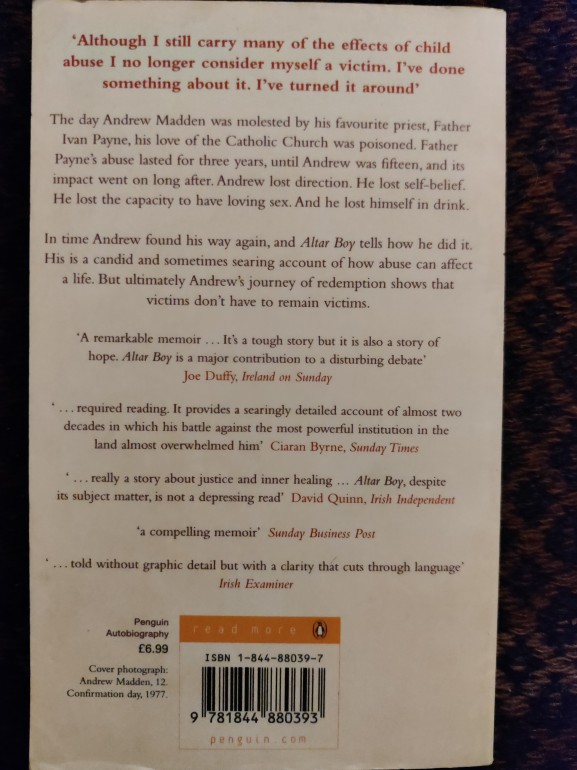 ‘Although I still carry many of the effects of child
abuse I no longer consider myself a victim. I’ve done
something about it. I’ve turned it around’
The day Andrew Madden was molested by his favourite priest, Father
Ivan Payne, his love of the Catholic Church was poisoned. Father
Payne’s abuse lasted for three years, until Andrew was fifteen, and its
impact went on long after. Andrew lost direction. He lost self-belief.
He lost the capacity to have loving sex. And he lost himself in drink.
In time Andrew found his way again, and Altar Boy tells how he did it.
His is a candid and sometimes searing account of how abuse can affect
a life. But ultimately Andrew’s journey of redemption shows that
victims don’t have to remain victims.
‘A remarkable memoir ... It’s a tough story but it is also a story of
hope. Altar Boy is a major contribution to a disturbing debate’
Joe Duffy, Ireland on Sunday
‘ ... required reading. It provides a searingly detailed account of almost two
decades in which his battle against the most powerful institution in the
land almost overwhelmed him’ Ciaran Byrne, Sunday Times
‘ ... really a story about justice and inner healing ... Altar Boy, despite
its subject matter, is not a depressing read’ David Quinn, Irish Independent
‘a compelling memoir’ Sunday Business Post
‘ ... told without graphic detail but with a clarity that cuts through language’
Irish Examiner
Penguin
Autobiography
£6.99
Cover photograph:
Andrew Madden, 12.
Confirmation day, 1977.
read more
ISBN 1-844-88039-7
9 781844 880393
penguin.com